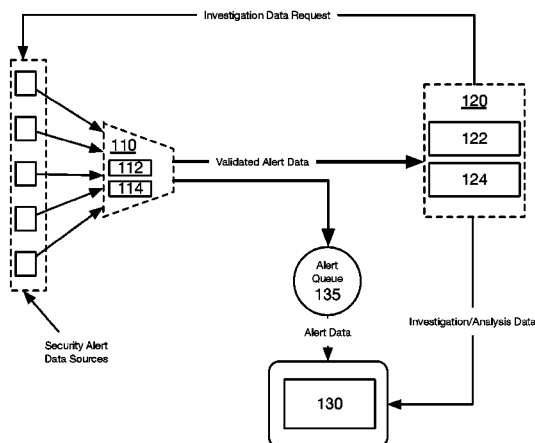 Investigation Data Request
110
112
114
Validated Alert Data
120
122
124
Alert
Queue
135
Alert Data
Investigation/Analysis Data
Security Alert
Data Sources
130